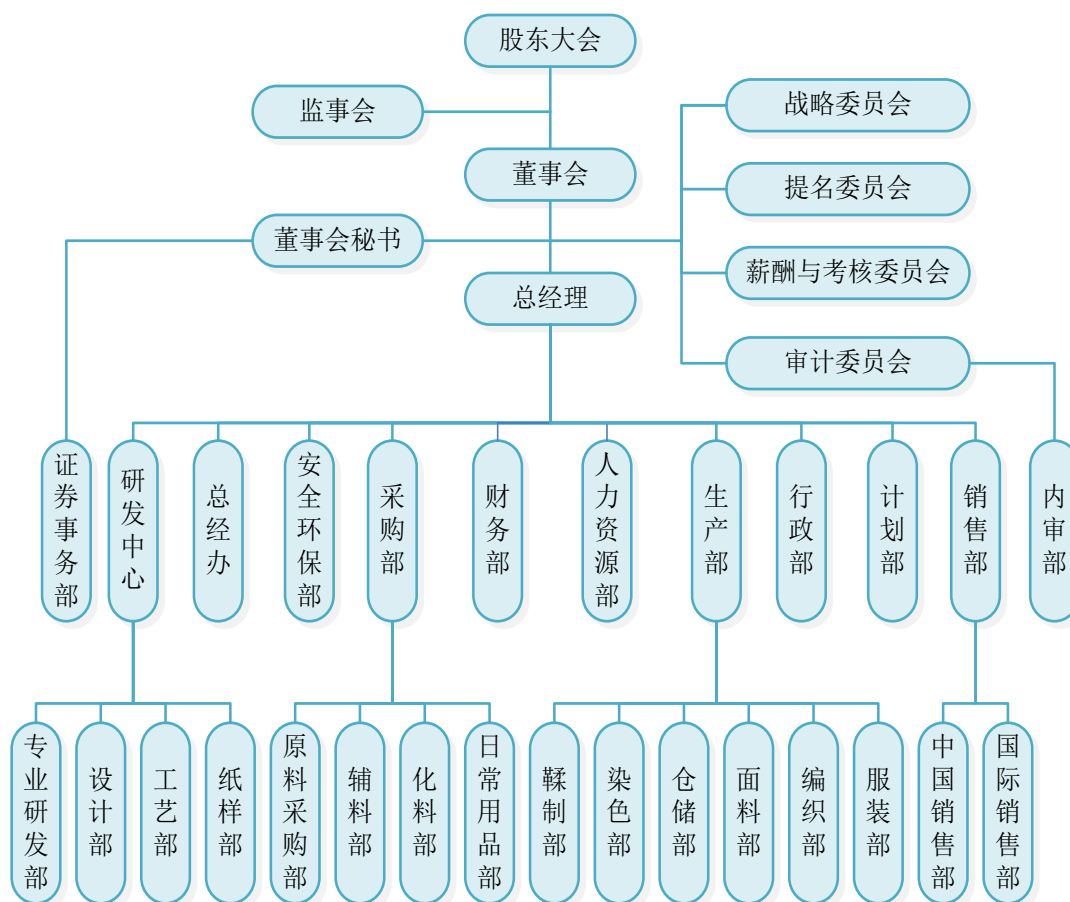 股东大会
监事会
战略委员会
董事会
提名委员会
董事会秘书
薪酬与考核委员会
总经理
审计委员会
证券事务部
研发中心
总经办
安全环保部
采购部
财务部
人力资源部
生产部
行政部
计划部
销售部
内审部
专业研发部
设计部
工艺部
纸样部
原料采购部
辅料部
化料部
日常用品部
鞣制部
染色部
仓储部
面料部
编织部
服装部
中国销售部
国际销售部